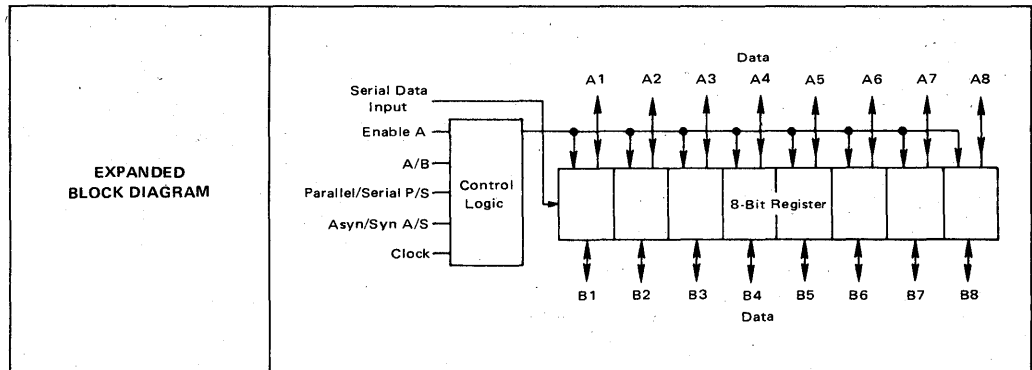 EXPANDED
BLOCK DIAGRAM
Data
A1 A2 A3 A4 A5 A6 A7 A8
Serial Data
Input
Enable A
A/B
Parallel/Serial P/S
Asyn/Syn A/S
Clock
Control
Logic
8-Bit Register
B1 B2 B3 B4 B5 B6 B7 B8
Data